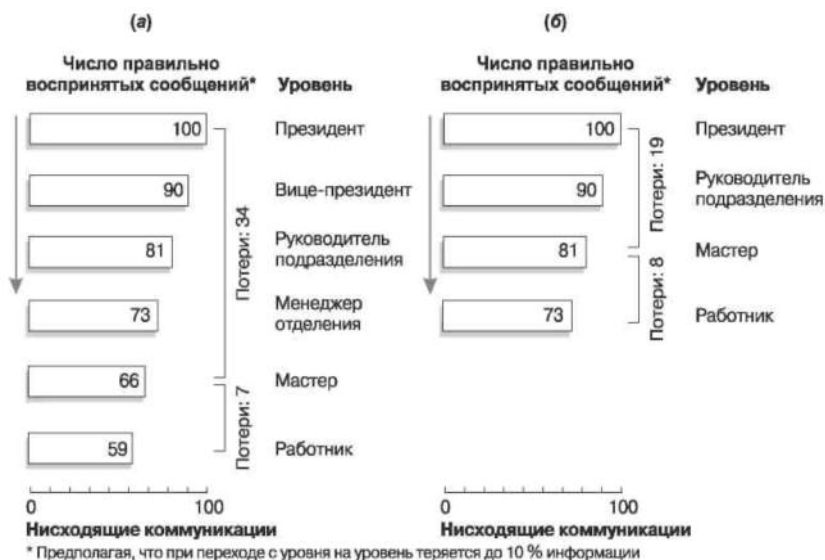 (а)
Число правильно
воспринятых сообщений*
Уровень
100
Президент
90
Вице-президент
81
Руководитель
подразделения
73
Менеджер
отделения
66
Мастер
59
Работник
Потери: 34
Потери: 7
0
100
Нисходящие коммуникации
(б)
Число правильно
воспринятых сообщений*
Уровень
100
Президент
90
Руководитель
подразделения
81
Мастер
73
Работник
Потери: 19
Потери: 8
0
100
Нисходящие коммуникации
* Предполагая, что при переходе с уровня на уровень теряется до 10 % информации